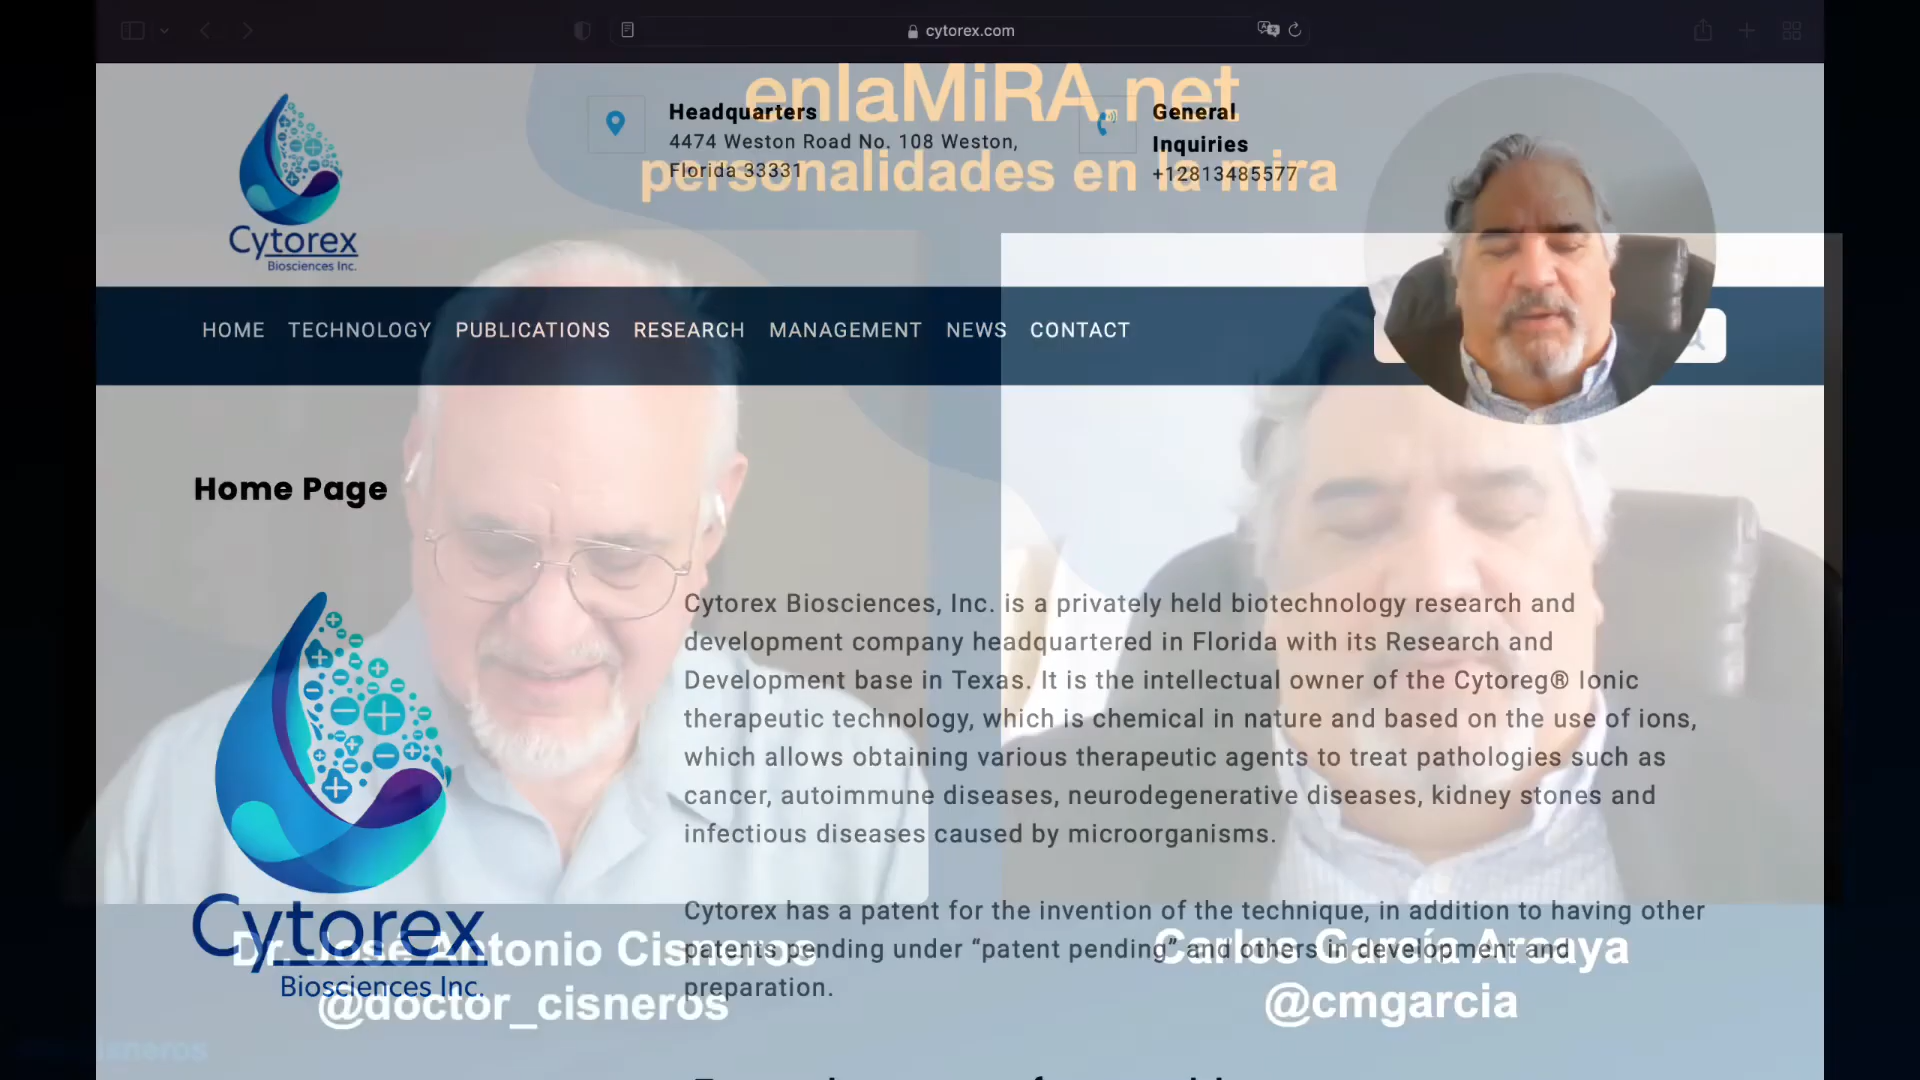 cytorex.com
enlaMiRA.net
personalidades en la mira
Headquarters
4474 Weston Road No. 108 Weston,
Florida 33331
General
Inquiries
+12813485577
Cytorex
Biosciences Inc.
HOME TECHNOLOGY PUBLICATIONS RESEARCH MANAGEMENT NEWS CONTACT
Home Page
Cytorex Biosciences, Inc. is a privately held biotechnology research and
development company headquartered in Florida with its Research and
Development base in Texas. It is the intellectual owner of the Cytoreg® Ionic
therapeutic technology, which is chemical in nature and based on the use of ions,
which allows obtaining various therapeutic agents to treat pathologies such as
cancer, autoimmune diseases, neurodegenerative diseases, kidney stones and
infectious diseases caused by microorganisms.
Cytorex has a patent for the invention of the technique, in addition to having other
patents pending under “patent pending” and others in development and
preparation.
Cytorex
Biosciences Inc.
Dr. José Antonio Cisneros
@doctor_cisneros
Carlos García Arcaya
@cmgarcia